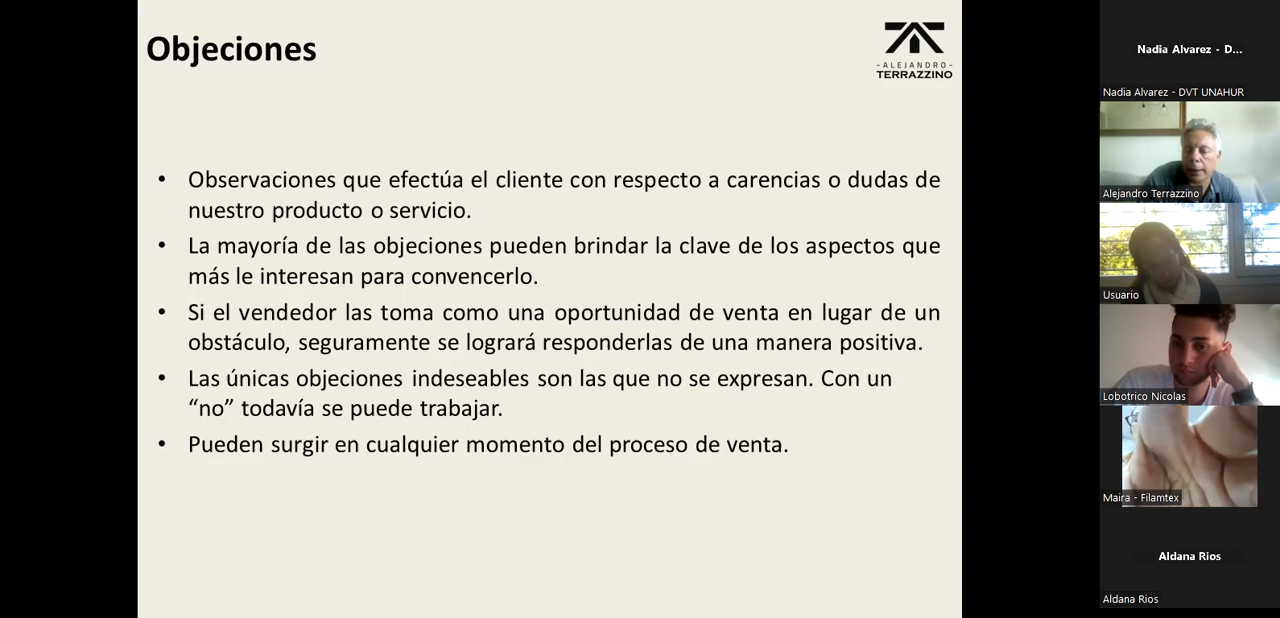 Objeciones
-ALEJANDRO-
TERRAZZINO
• Observaciones que efectúa el cliente con respecto a carencias o dudas de
nuestro producto o servicio.
• La mayoría de las objeciones pueden brindar la clave de los aspectos que
más le interesan para convencerlo.
• Si el vendedor las toma como una oportunidad de venta en lugar de un
obstáculo, seguramente se logrará responderlas de una manera positiva.
• Las únicas objeciones indeseables son las que no se expresan. Con un
“no” todavía se puede trabajar.
• Pueden surgir en cualquier momento del proceso de venta.
Nadia Alvarez - D...
Nadia Alvarez - DVT UNAHUR
Alejandro Terrazzino
Usuario
Lobotrico Nicolas
Maira - Filamtex
Aldana Rios
Aldana Rios